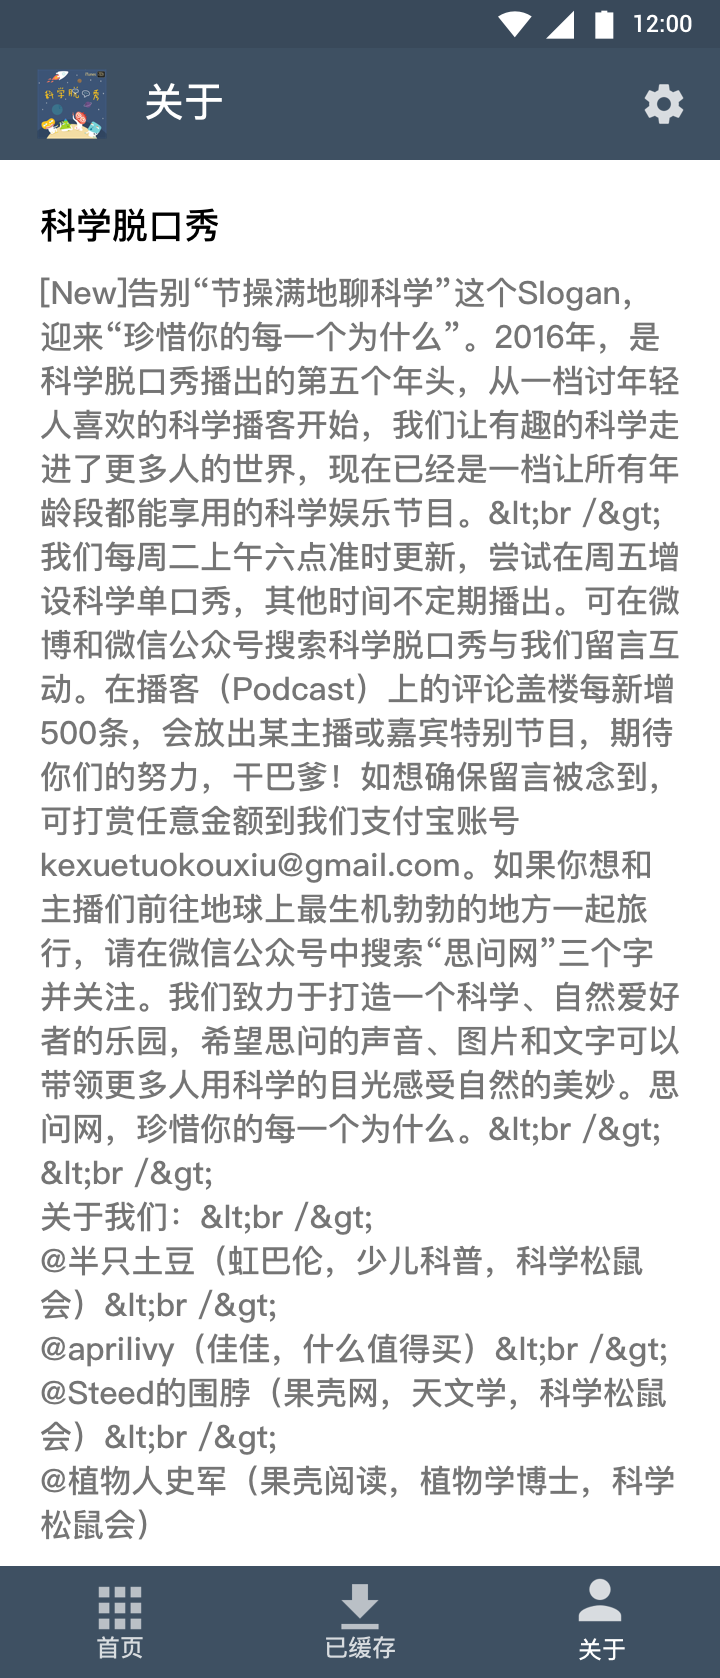 12:00
科学脱口秀
关于
科学脱口秀
[New]告别“节操满地聊科学”这个Slogan，
迎来“珍惜你的每一个为什么”。2016年，是
科学脱口秀播出的第五个年头，从一档讨年轻
人喜欢的科学播客开始，我们让有趣的科学走
进了更多人的世界，现在已经是一档让所有年
龄段都能享用的科学娱乐节目。&lt;br /&gt;
我们每周二上午六点准时更新，尝试在周五增
设科学单口秀，其他时间不定期播出。可在微
博和微信公众号搜索科学脱口秀与我们留言互
动。在播客（Podcast）上的评论盖楼每新增
500条，会放出某主播或嘉宾特别节目，期待
你们的努力，干巴爹！如想确保留言被念到，
可打赏任意金额到我们支付宝账号
kexuetuokouxiu@gmail.com。如果你想和
主播们前往地球上最生机勃勃的地方一起旅
行，请在微信公众号中搜索“思问网”三个字
并关注。我们致力于打造一个科学、自然爱好
者的乐园，希望思问的声音、图片和文字可以
带领更多人用科学的目光感受自然的美妙。思
问网，珍惜你的每一个为什么。&lt;br /&gt;
&lt;br /&gt;
关于我们：&lt;br /&gt;
@半只土豆（虹巴伦，少儿科普，科学松鼠
会）&lt;br /&gt;
@aprilivy（佳佳，什么值得买）&lt;br /&gt;
@Steed的围脖（果壳网，天文学，科学松鼠
会）&lt;br /&gt;
@植物人史军（果壳阅读，植物学博士，科学
松鼠会）
首页
已缓存
关于